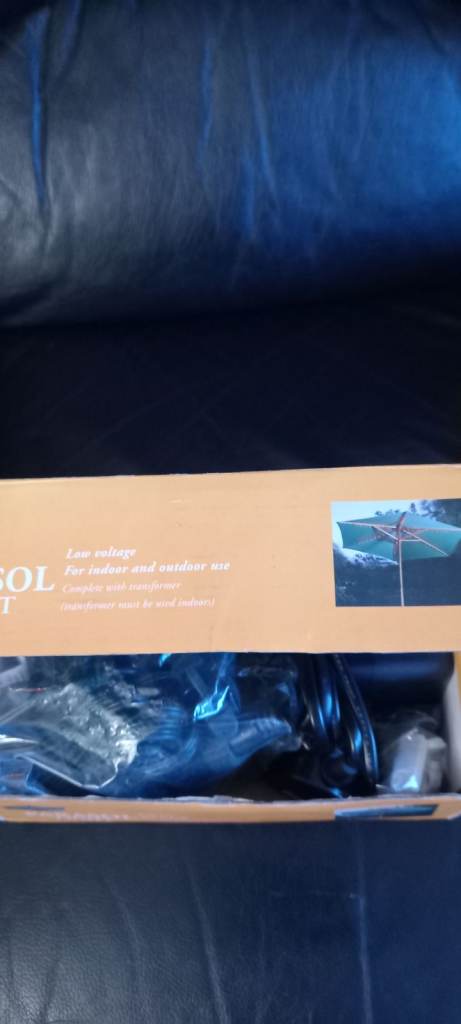 SOL
T
Low voltage
For indoor and outdoor use
Complete with transformer
(transformer must be used indoors)